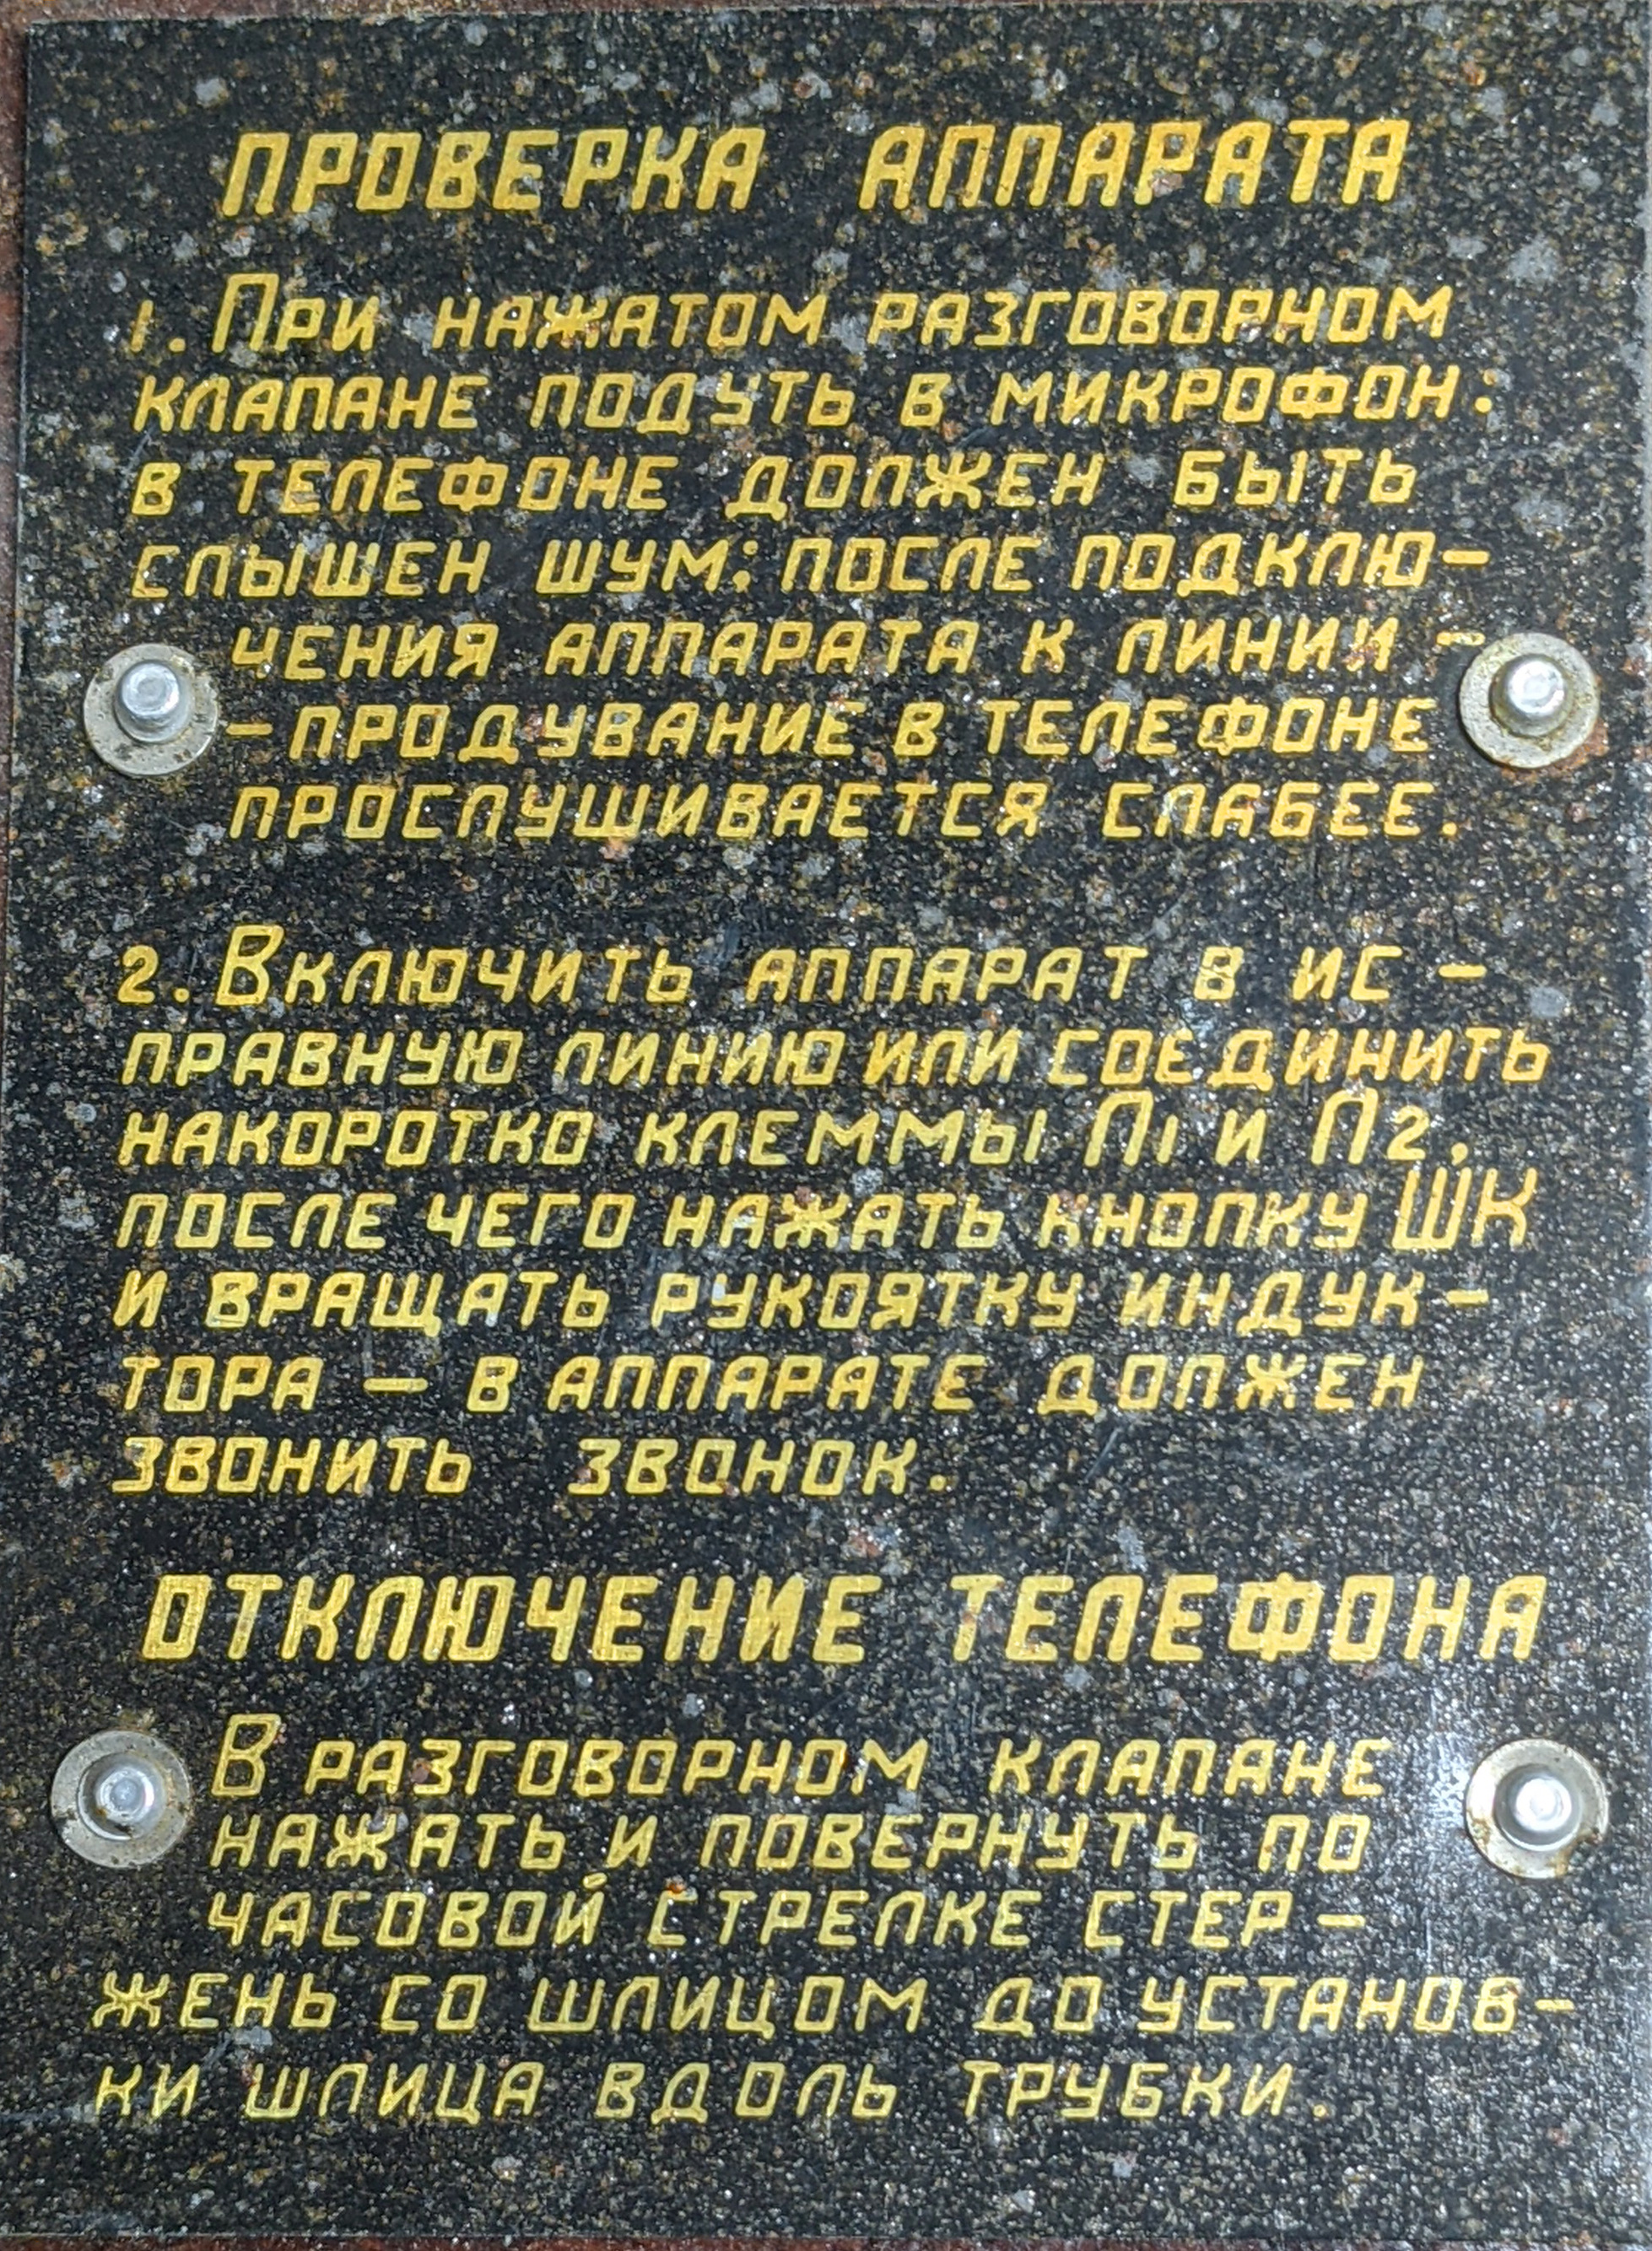 ПРОВЕРКА АППАРАТА
1. При нажатом разговорном
клапане подуть в микрофон:
в телефоне должен быть
слышен шум; после подклю-
чения аппарата к линии -
- продувание в телефоне
прослушивается слабее.
2. Включить аппарат в ис-
правную линию или соединить
накоротко клеммы П1 и П2,
после чего нажать кнопку ШК
и вращать рукоятку индук-
тора — в аппарате должен
звонить звонок.
ОТКЛЮЧЕНИЕ ТЕЛЕФОНА
В разговорном клапане
нажать и повернуть по
часовой стрелке стер-
жень со шлицом до установ-
ки шлица вдоль трубки.